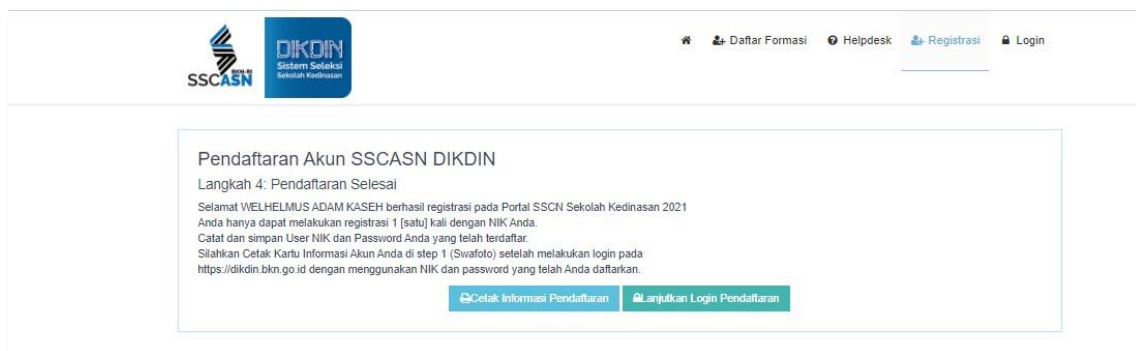 BKN-RI
SSCASN
DIKDIN
Sistem Seleksi
Sekolah Kedinasan
Daftar Formasi
Helpdesk
Registrasi
Login
Pendaftaran Akun SSCASN DIKDIN
Langkah 4: Pendaftaran Selesai
Selamat WELHELMUS ADAM KASEH berhasil registrasi pada Portal SSCN Sekolah Kedinasan 2021
Anda hanya dapat melakukan registrasi 1 [satu] kali dengan NIK Anda.
Catat dan simpan User NIK dan Password Anda yang telah terdaftar.
Silahkan Cetak Kartu Informasi Akun Anda di step 1 (Swafoto) setelah melakukan login pada
https://dikdin.bkn.go.id dengan menggunakan NIK dan password yang telah Anda daftarkan.
Cetak Informasi Pendaftaran
Lanjutkan Login Pendaftaran